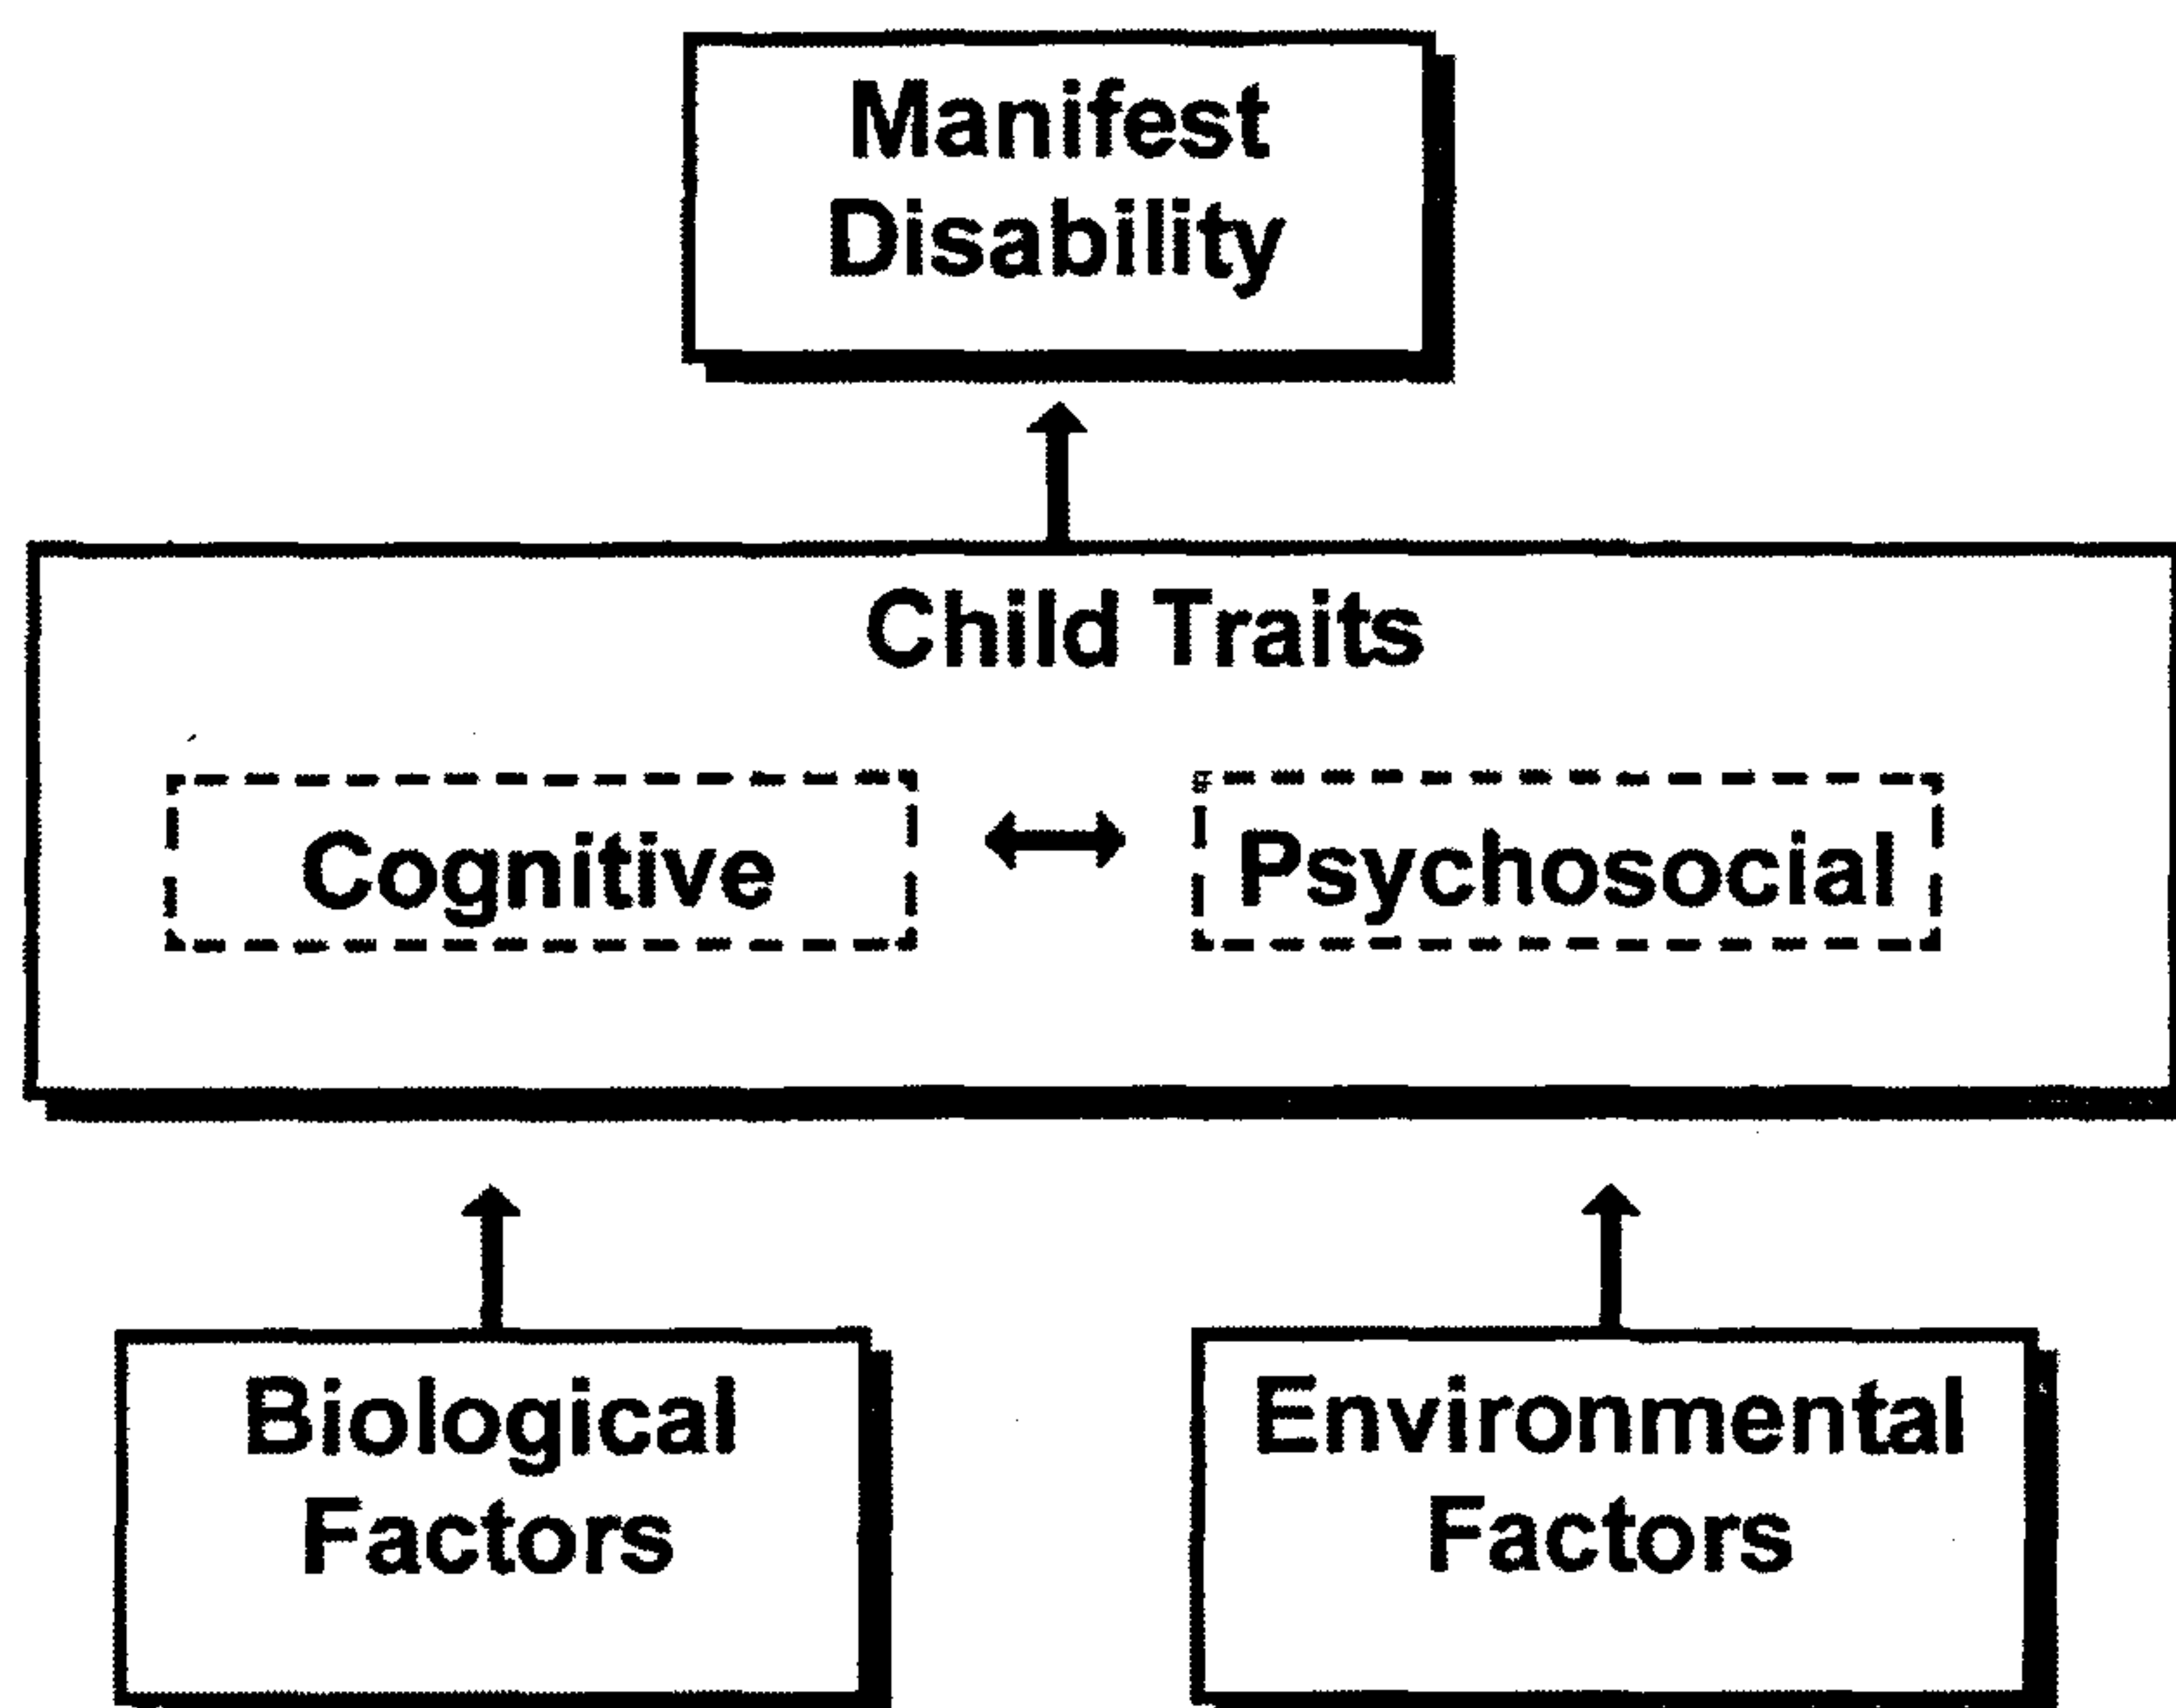 Manifest
Disability
Child Traits
Cognitive
Psychosocial
Biological
Factors
Environmental
Factors